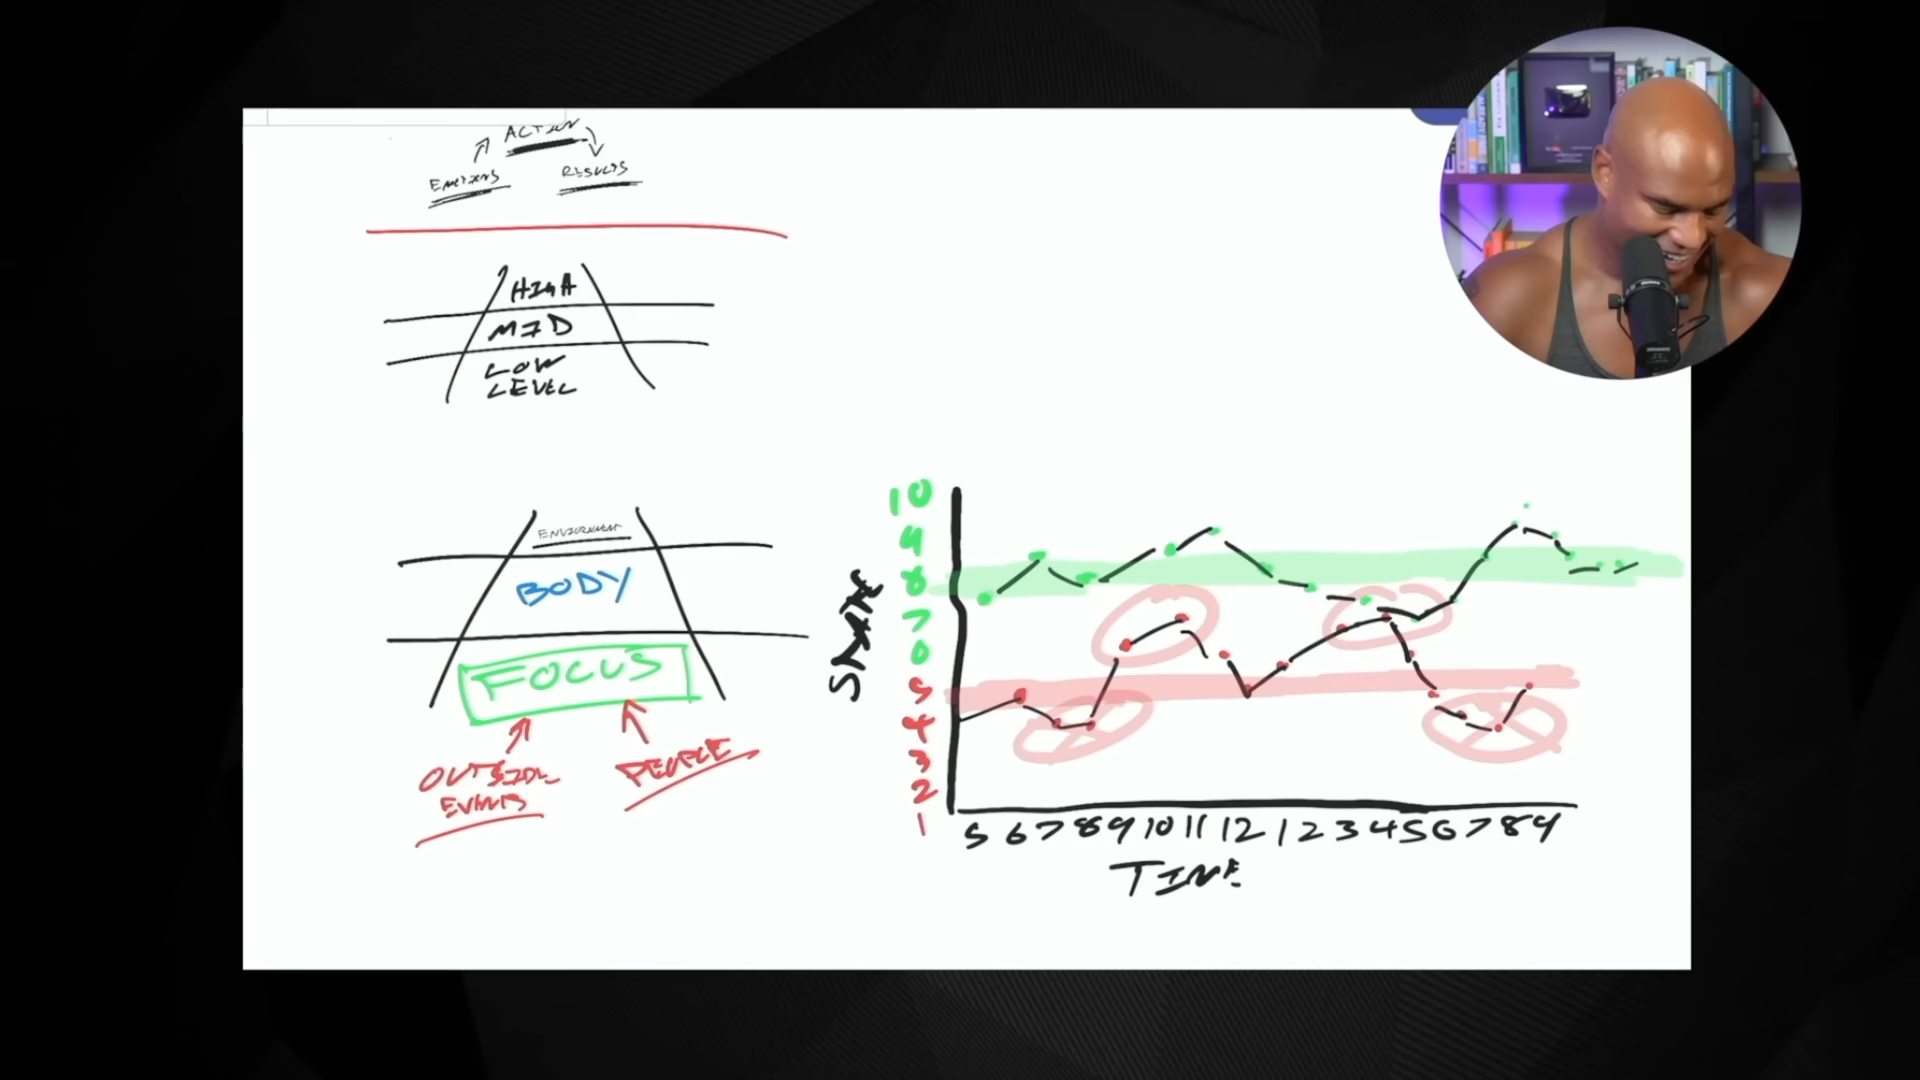 ACTION
EMOTIONS
RESULTS
HIGH
MID
LOW
LEVEL
ENVIRONMENT
BODY
FOCUS
OUTSIDE
EVENTS
PEOPLE
STATE
10
9
8
7
6
5
4
3
2
1
5 6 7 8 9 10 11 12 1 2 3 4 5 6 7 8 9
TIME